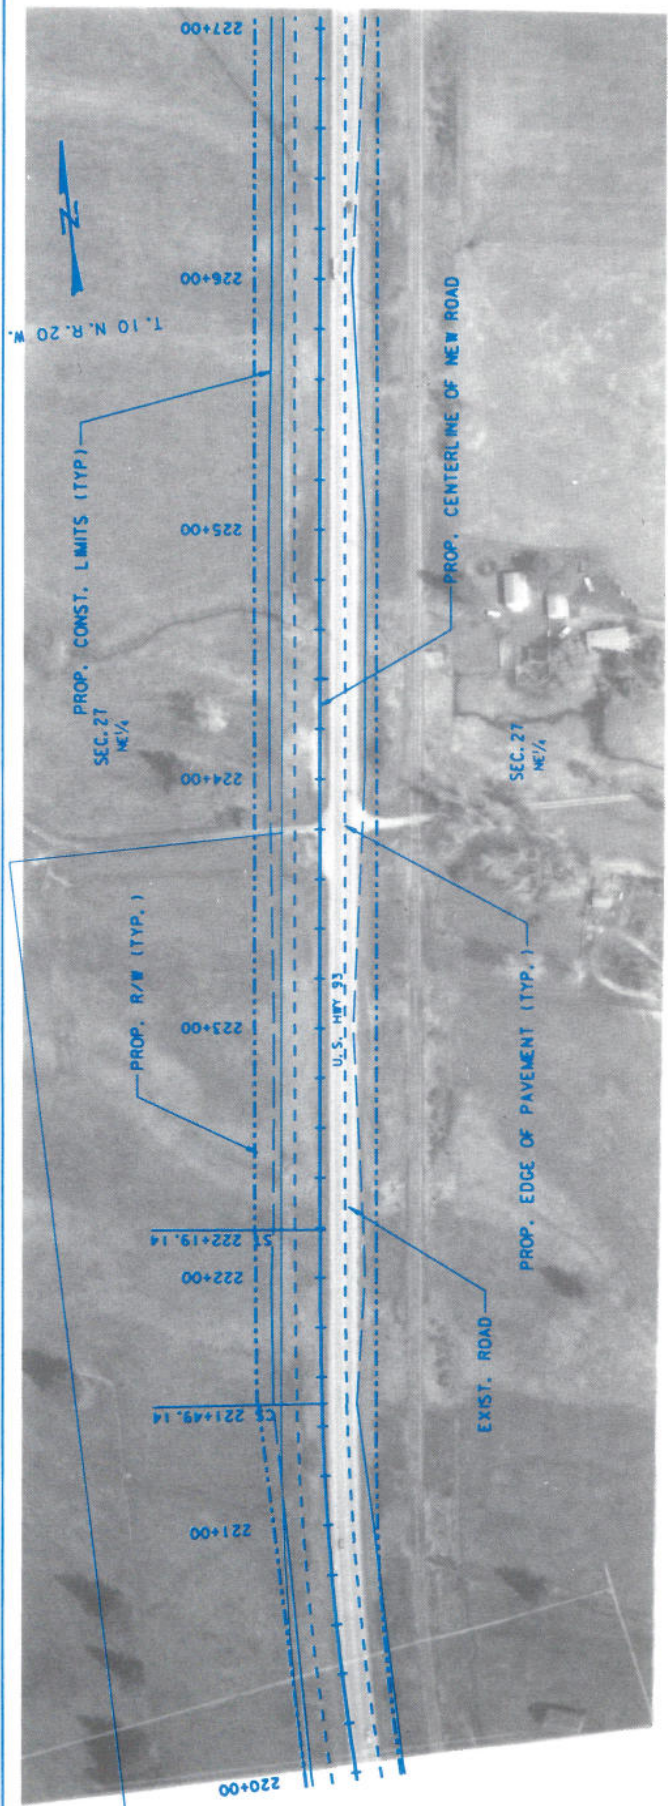 227+00
N
226+00
T. 10 N. R. 20 W.
PROP. CONST. LIMITS (TYP)
225+00
PROP. CENTERLINE OF NEW ROAD
SEC. 27
NE¼
224+00
SEC. 27
NE¼
PROP. R/W (TYP.)
223+00
U. S. HWY 93
PROP. EDGE OF PAVEMENT (TYP.)
222+19.14
222+00
EXIST. ROAD
CS 221+49.14
221+00
220+00